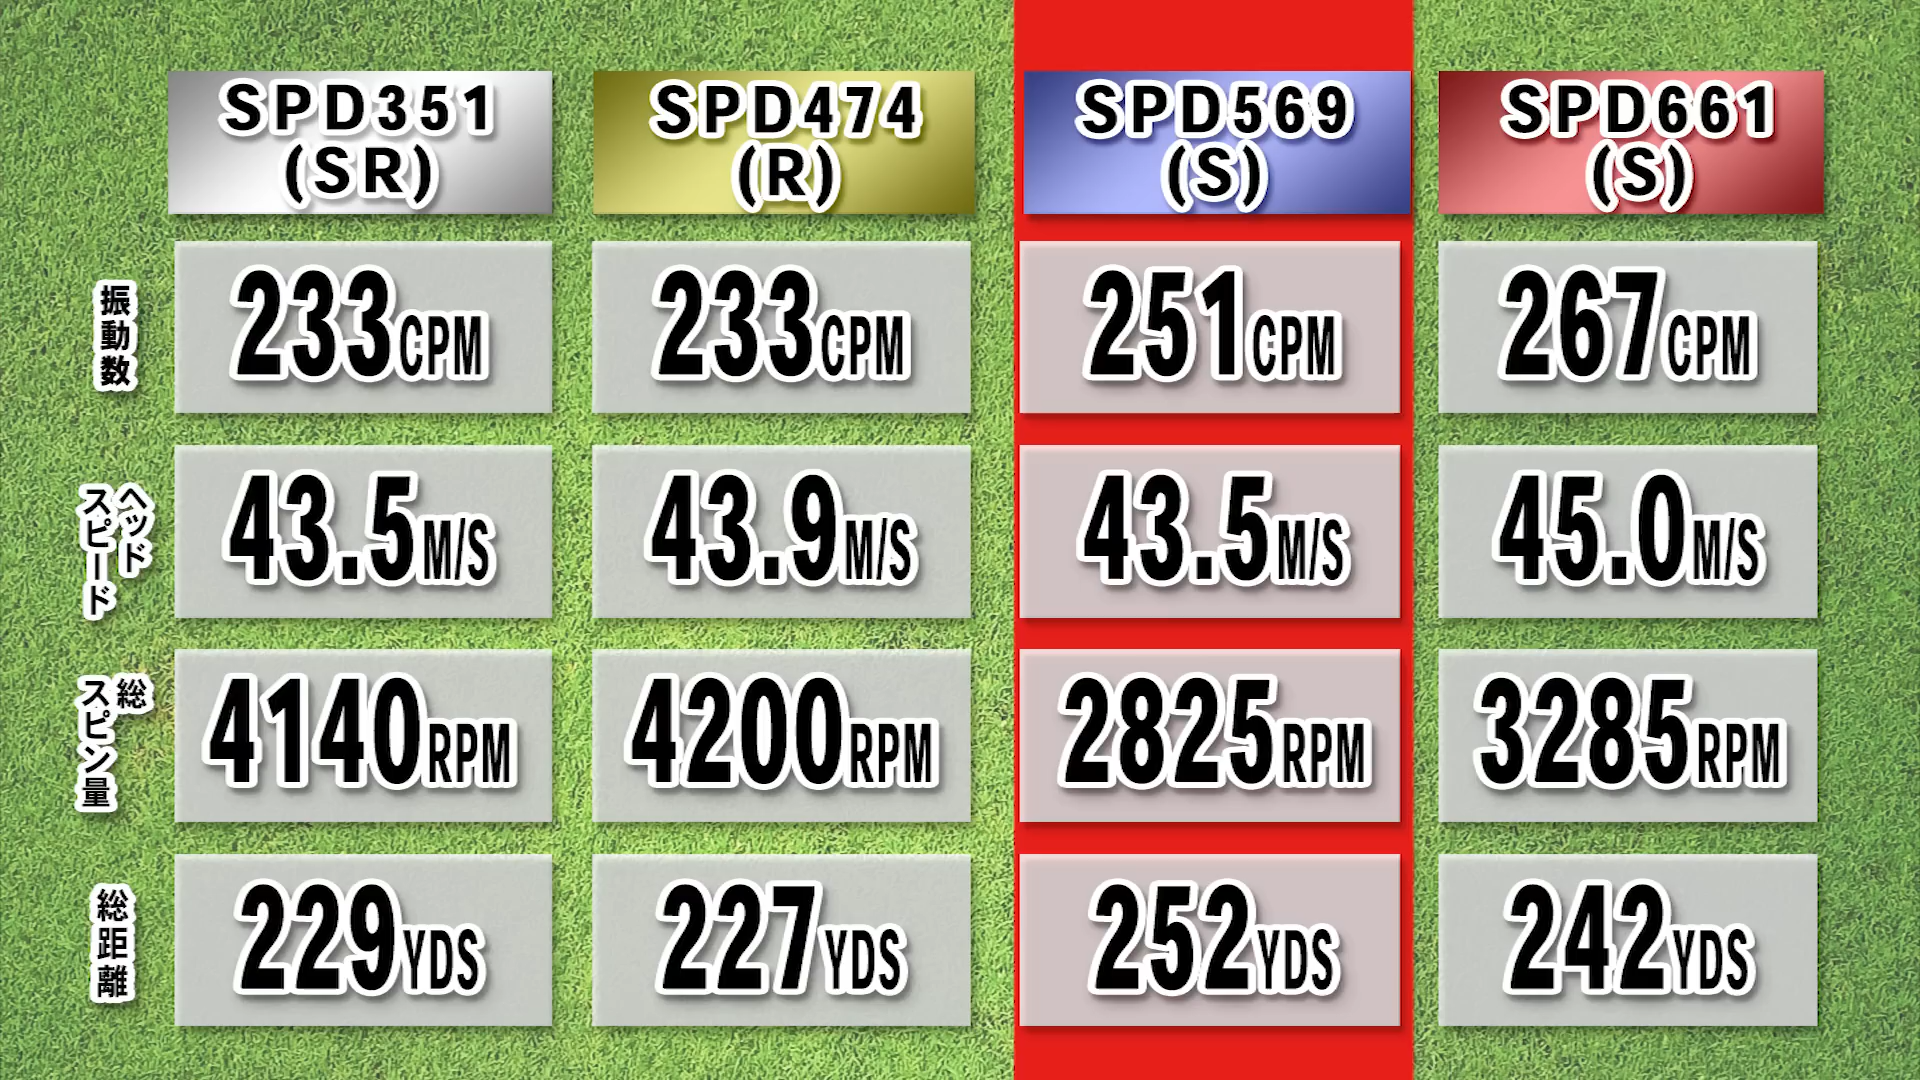 SPD351
(SR)
SPD474
(R)
SPD569
(S)
SPD661
(S)
振動数
233CPM
233CPM
251CPM
267CPM
ヘッド
スピード
43.5M/S
43.9M/S
43.5M/S
45.0M/S
総
スピン量
4140RPM
4200RPM
2825RPM
3285RPM
総距離
229YDS
227YDS
252YDS
242YDS